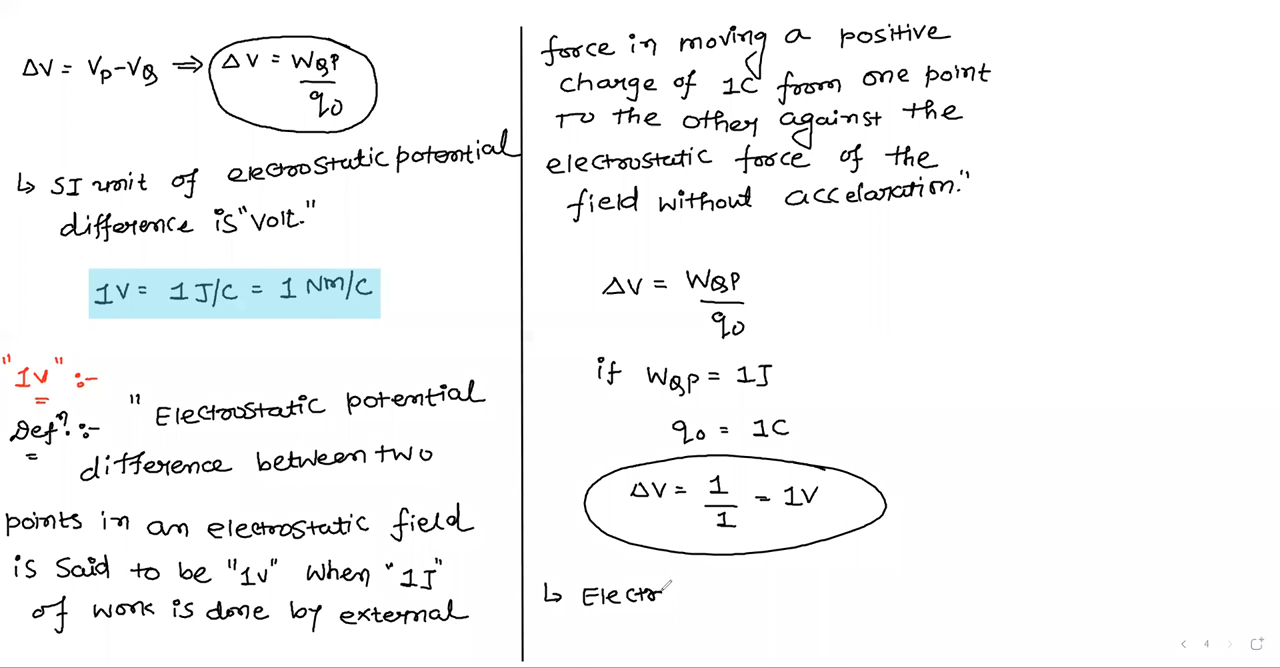 ΔV = Vp-VQ ⇒ ΔV = WQP/q0
↳ SI unit of electrostatic potential
difference is "volt."
1V = 1J/C = 1 Nm/C
"1V" :-
Defⁿ. :- "Electrostatic potential
difference between two
points in an electrostatic field
is said to be "1V" when "1J"
of work is done by external
force in moving a positive
charge of 1C from one point
to the other against the
electrostatic force of the
field without accelaration."
ΔV = WQP/q0
if WQP = 1J
q0 = 1C
ΔV = 1/1 = 1V
↳ Electr
4